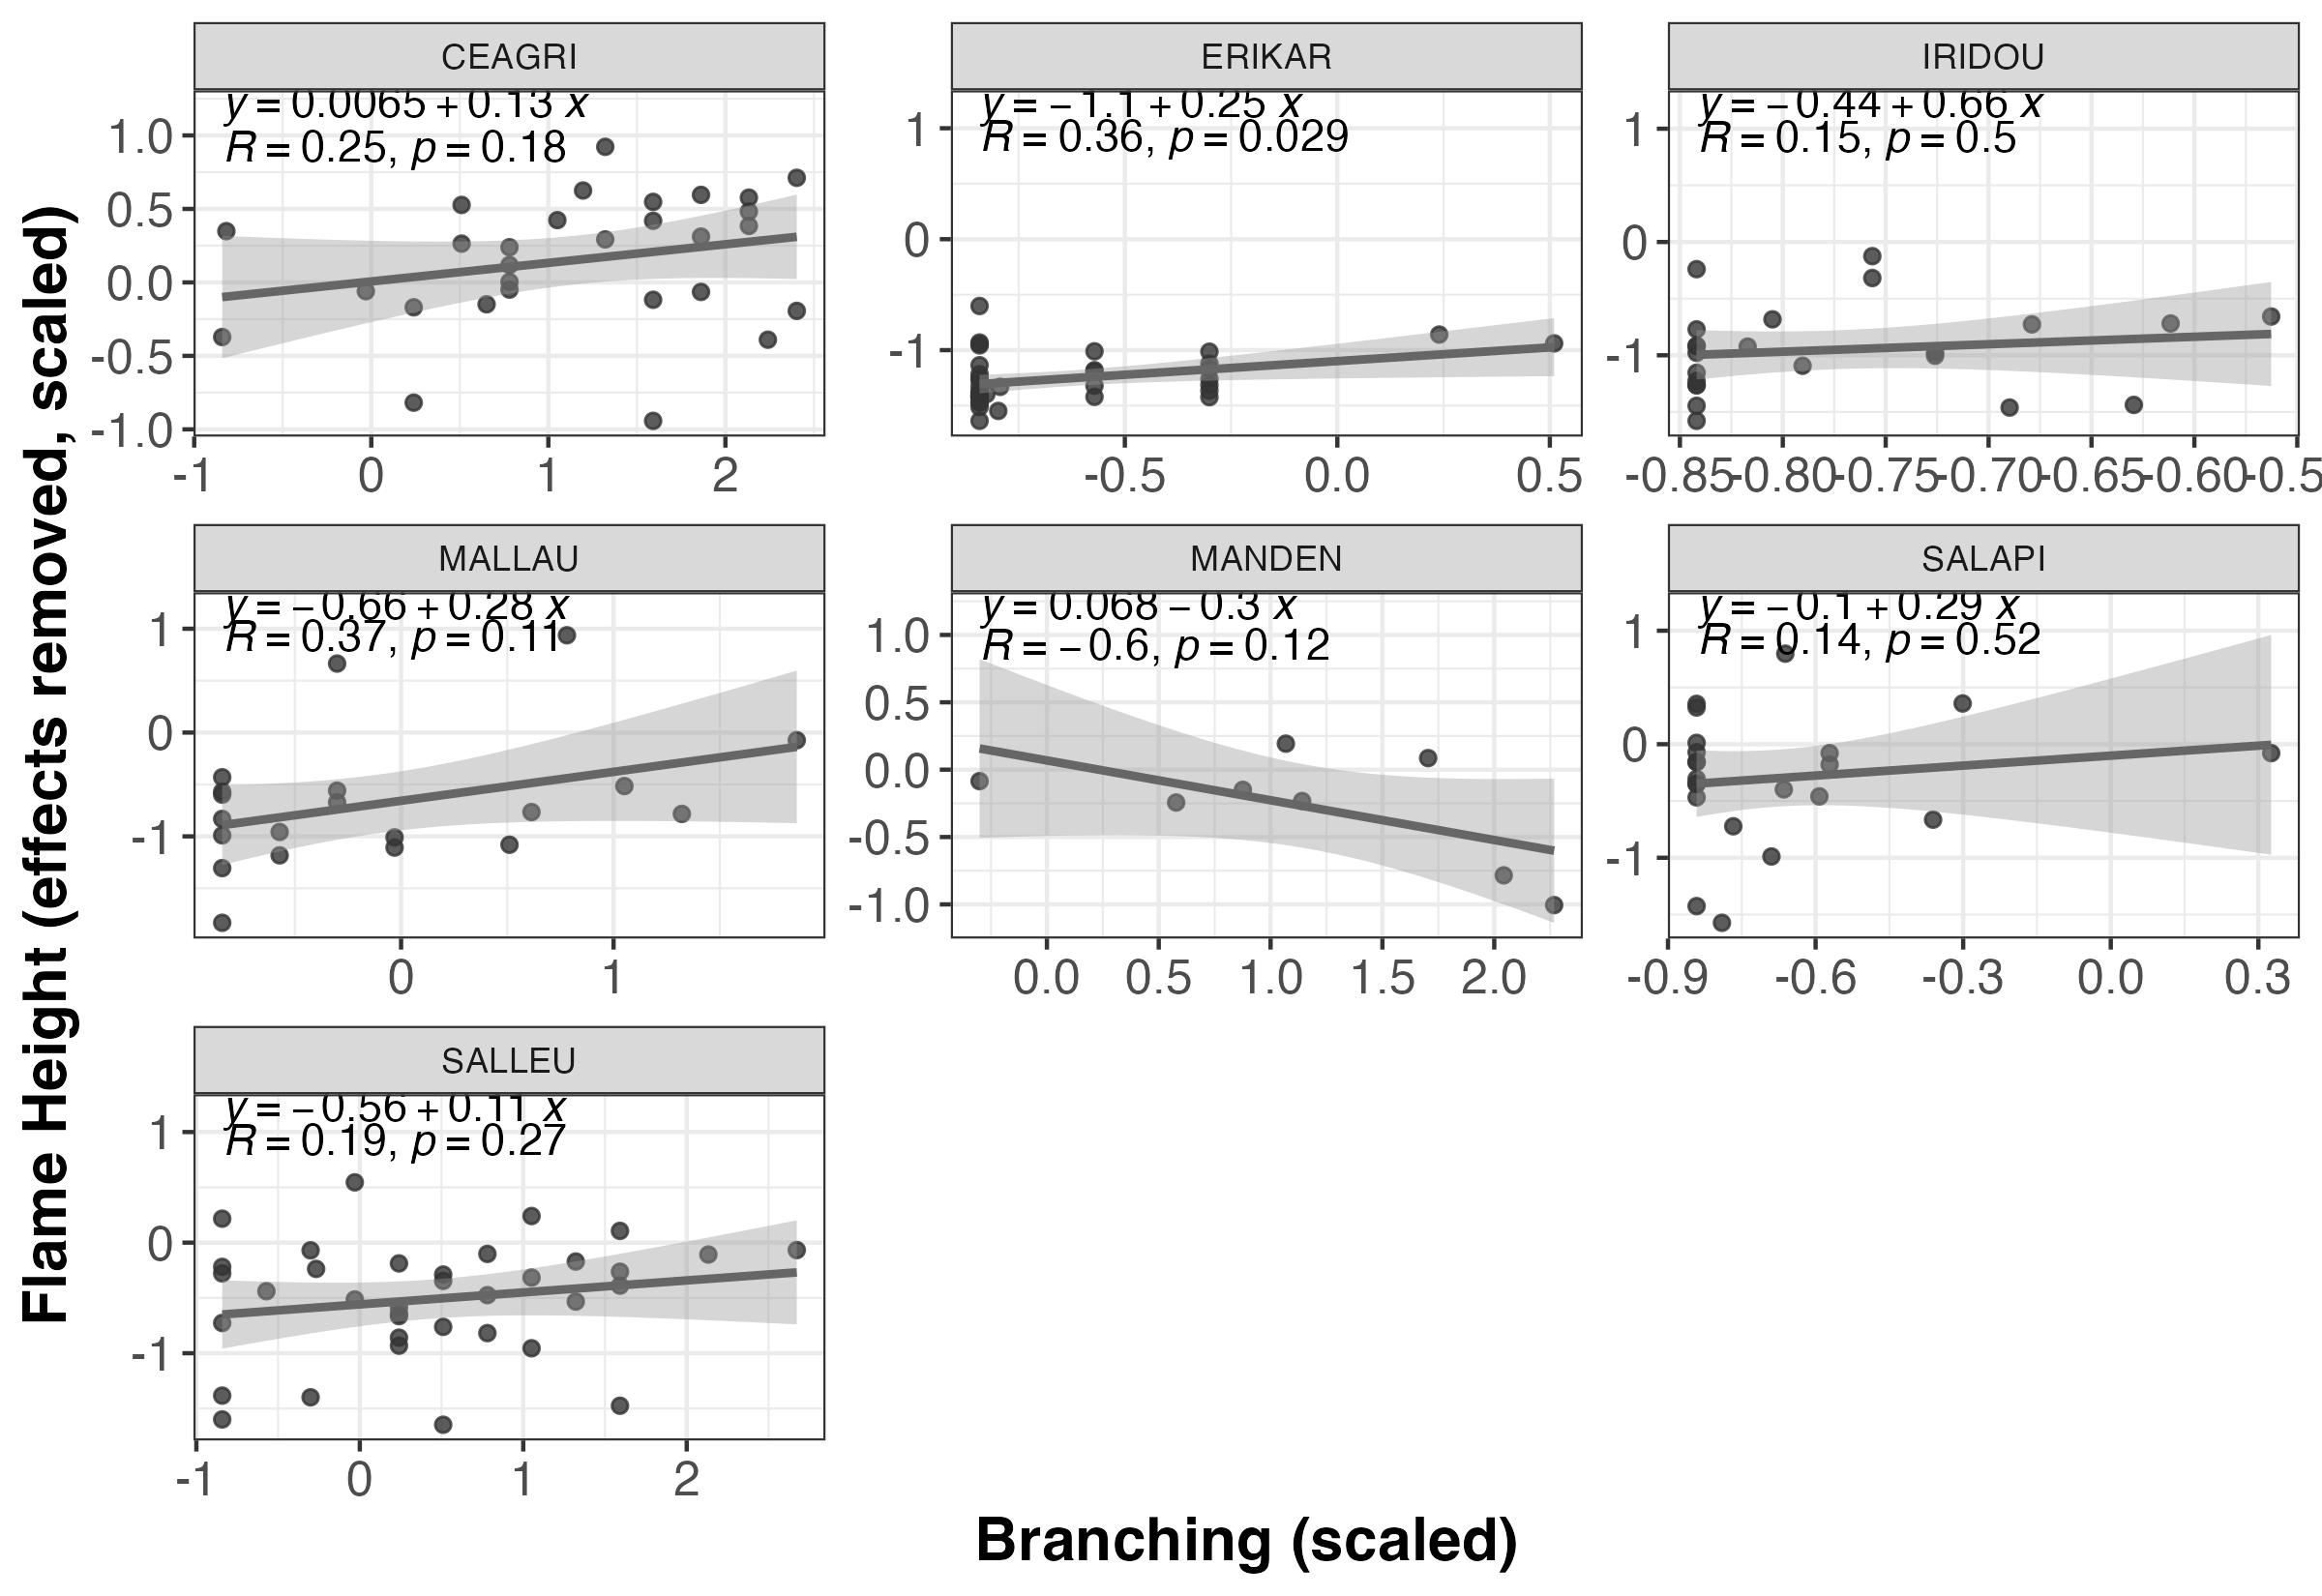 CEAGRI
y = 0.0065 + 0.13 x
R = 0.25, p = 0.18
1.0
0.5
0.0
-0.5
-1.0
-1 0 1 2
ERIKAR
y = −1.1 + 0.25 x
R = 0.36, p = 0.029
1
0
-1
-0.5 0.0 0.5
IRIDOU
y = −0.44 + 0.66 x
R = 0.15, p = 0.5
1
0
-1
-0.85 -0.80 -0.75 -0.70 -0.65 -0.60 -0.5
MALLAU
y = −0.66 + 0.28 x
R = 0.37, p = 0.11
1
0
-1
0 1
MANDEN
y = 0.068 − 0.3 x
R = −0.6, p = 0.12
1.0
0.5
0.0
-0.5
-1.0
0.0 0.5 1.0 1.5 2.0
SALAPI
y = −0.1 + 0.29 x
R = 0.14, p = 0.52
1
0
-1
-0.9 -0.6 -0.3 0.0 0.3
SALLEU
y = −0.56 + 0.11 x
R = 0.19, p = 0.27
1
0
-1
-1 0 1 2
Flame Height (effects removed, scaled)
Branching (scaled)